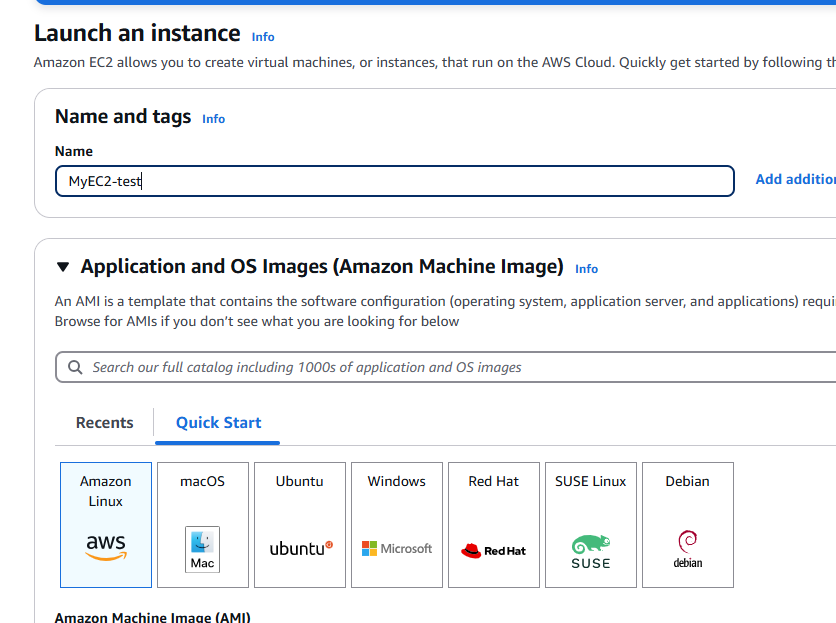 Launch an instance Info
Amazon EC2 allows you to create virtual machines, or instances, that run on the AWS Cloud. Quickly get started by following
Name and tags Info
Name
MyEC2-test
Add
Application and OS Images (Amazon Machine Image) Info
An AMI is a template that contains the software configuration (operating system, application server, and applications)
Browse for AMIs if you don’t see what you are looking for below
Search our full catalog including 1000s of application and OS images
Recents
Quick Start
Amazon Linux
aws
macOS
Mac
Ubuntu
ubuntu
Windows
Microsoft
Red Hat
Red Hat
SUSE Linux
SUSE
Debian
debian
Amazon Machine Image (AMI)